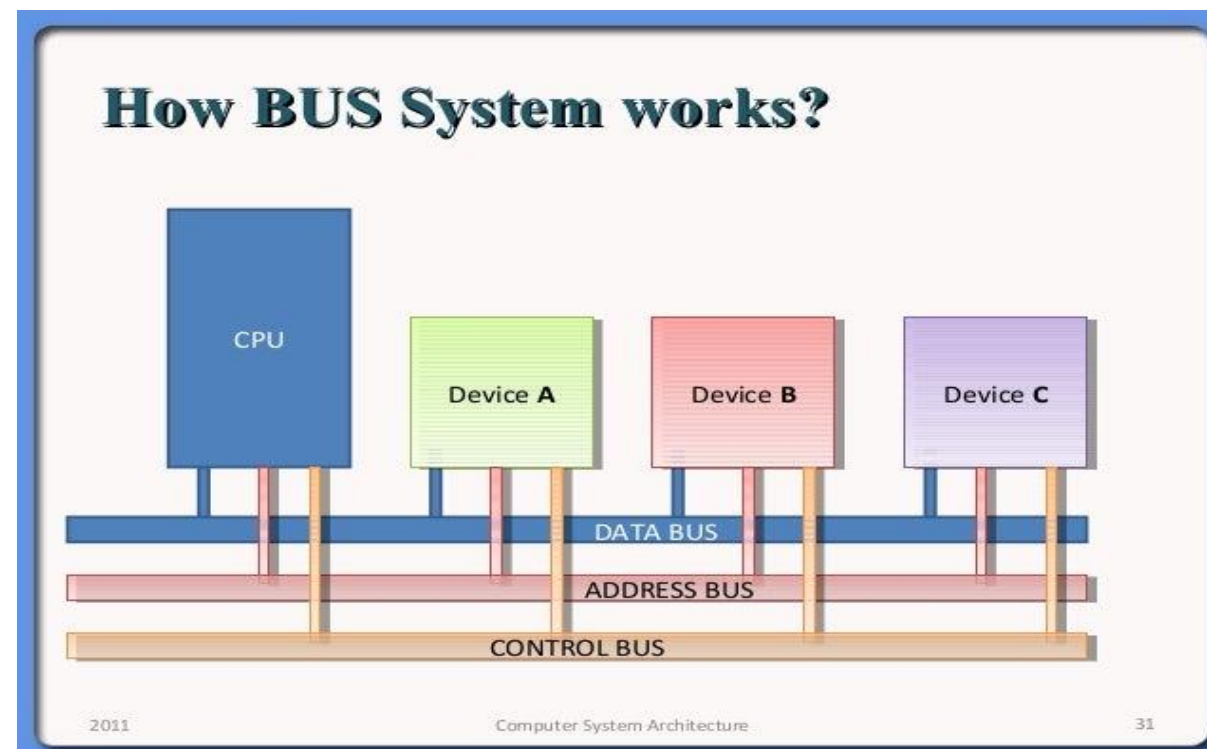 How BUS System works?
CPU
Device A
Device B
Device C
DATA BUS
ADDRESS BUS
CONTROL BUS
2011
Computer System Architecture
31